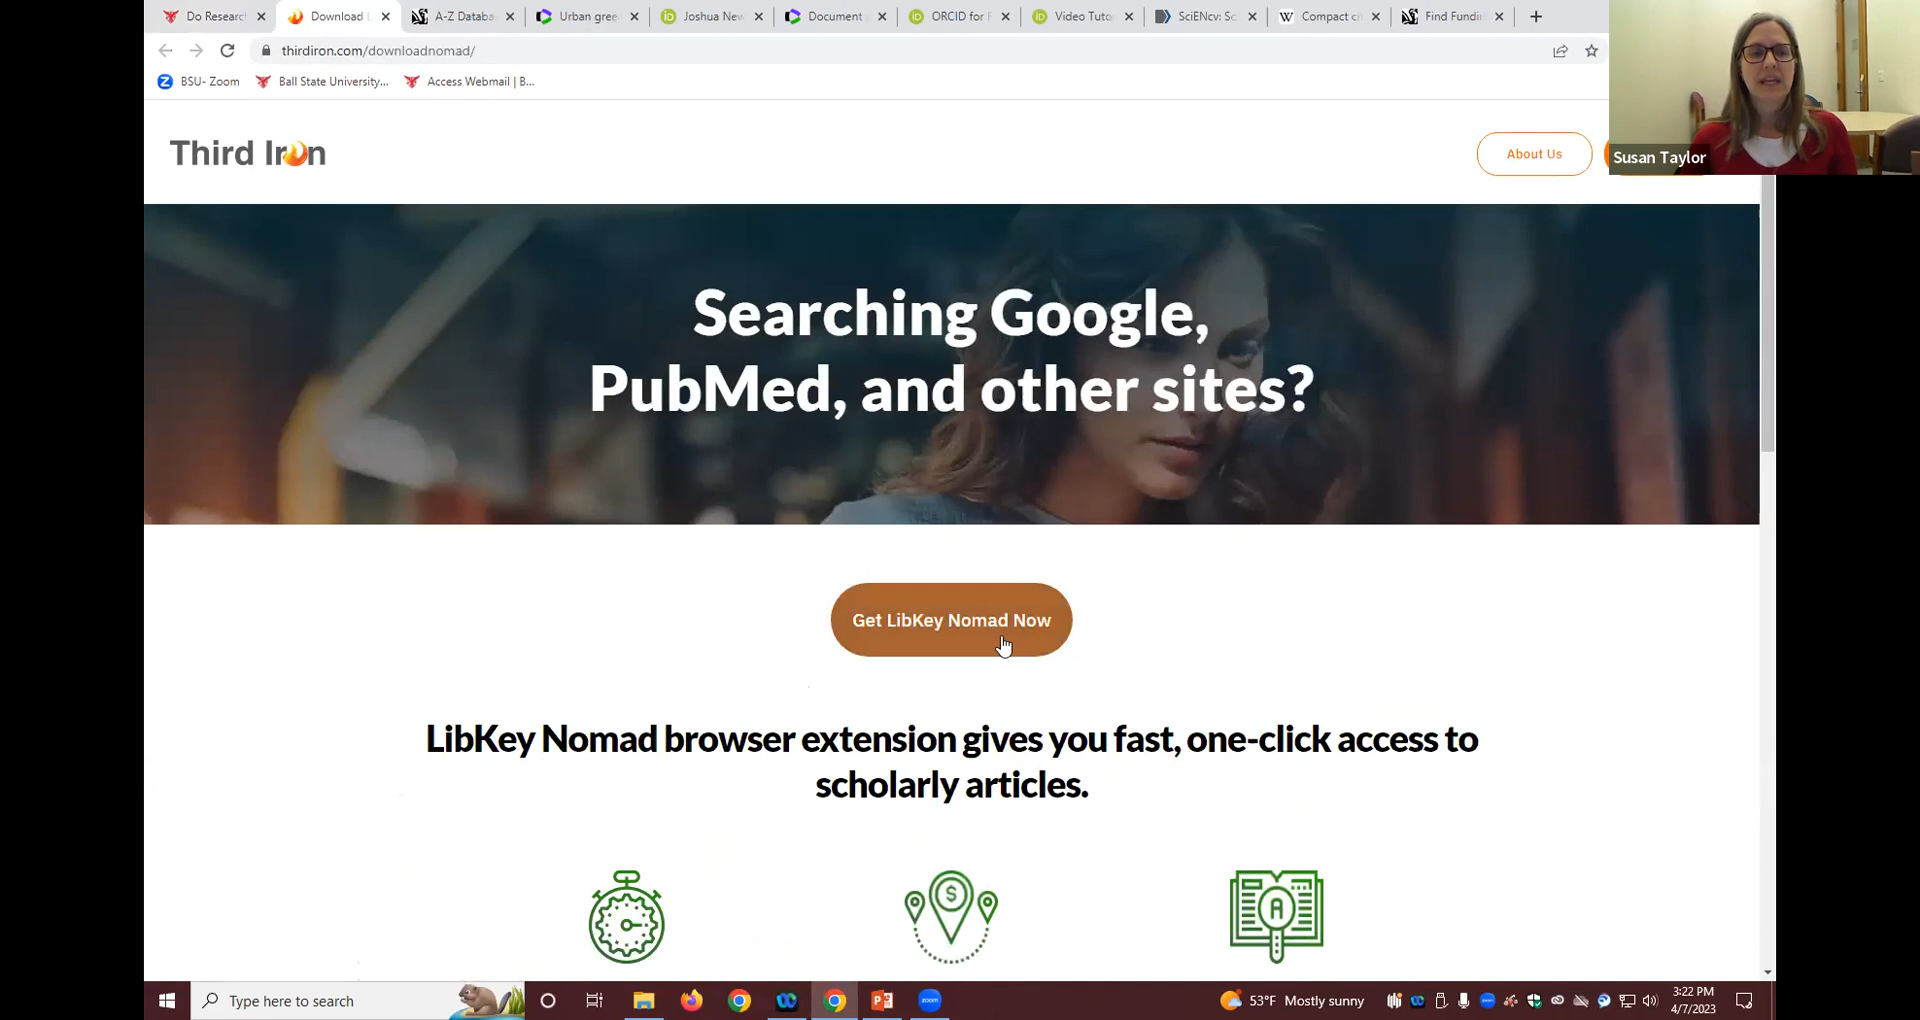 Do Researc
Download
A-Z Databa
Urban gree
Joshua New
Document
ORCID for
Video Tuto
SciENcv: Sc
Compact ci
Find Fundi
thirdiron.com/downloadnomad/
BSU- Zoom
Ball State University...
Access Webmail | B...
Third Iron
About Us
Susan Taylor
Searching Google,
PubMed, and other sites?
Get LibKey Nomad Now
LibKey Nomad browser extension gives you fast, one-click access to
scholarly articles.
Type here to search
53°F Mostly sunny
3:22 PM
4/7/2023